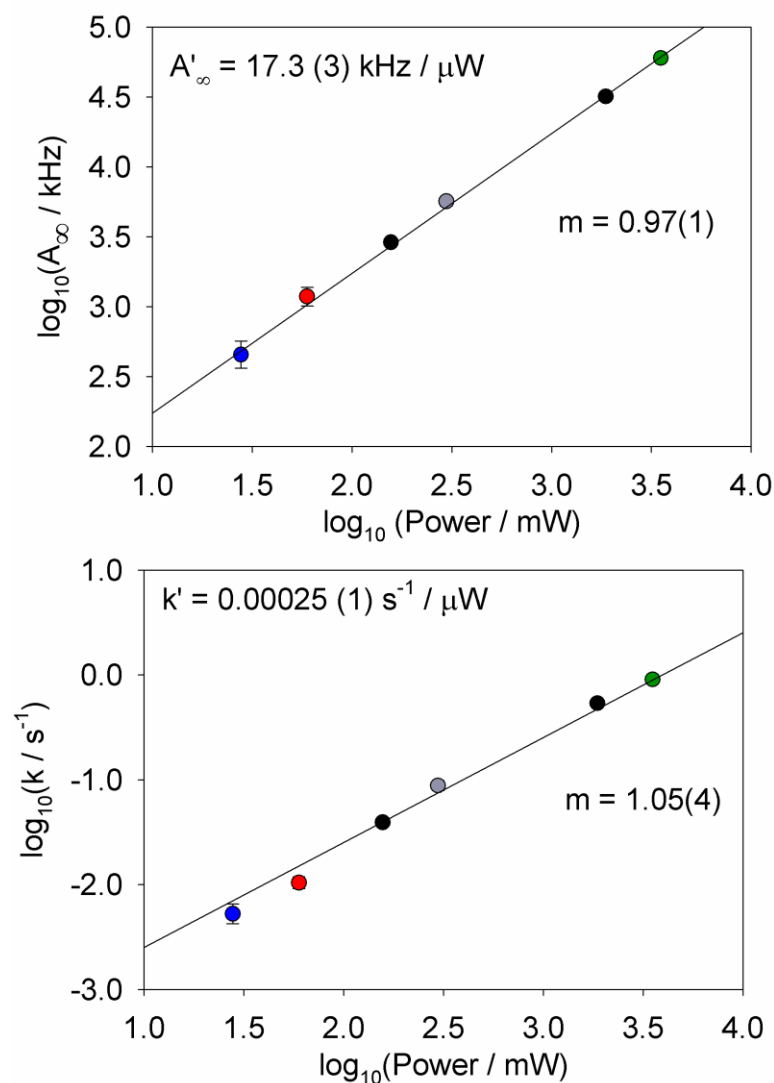 A'∞ = 17.3 (3) kHz / μW
m = 0.97(1)
log10(A∞ / kHz)
5.0
4.5
4.0
3.5
3.0
2.5
2.0
1.0 1.5 2.0 2.5 3.0 3.5 4.0
log10 (Power / mW)
k' = 0.00025 (1) s-1 / μW
m = 1.05(4)
log10(k / s-1)
1.0
0.0
-1.0
-2.0
-3.0
1.0 1.5 2.0 2.5 3.0 3.5 4.0
log10(Power / mW)